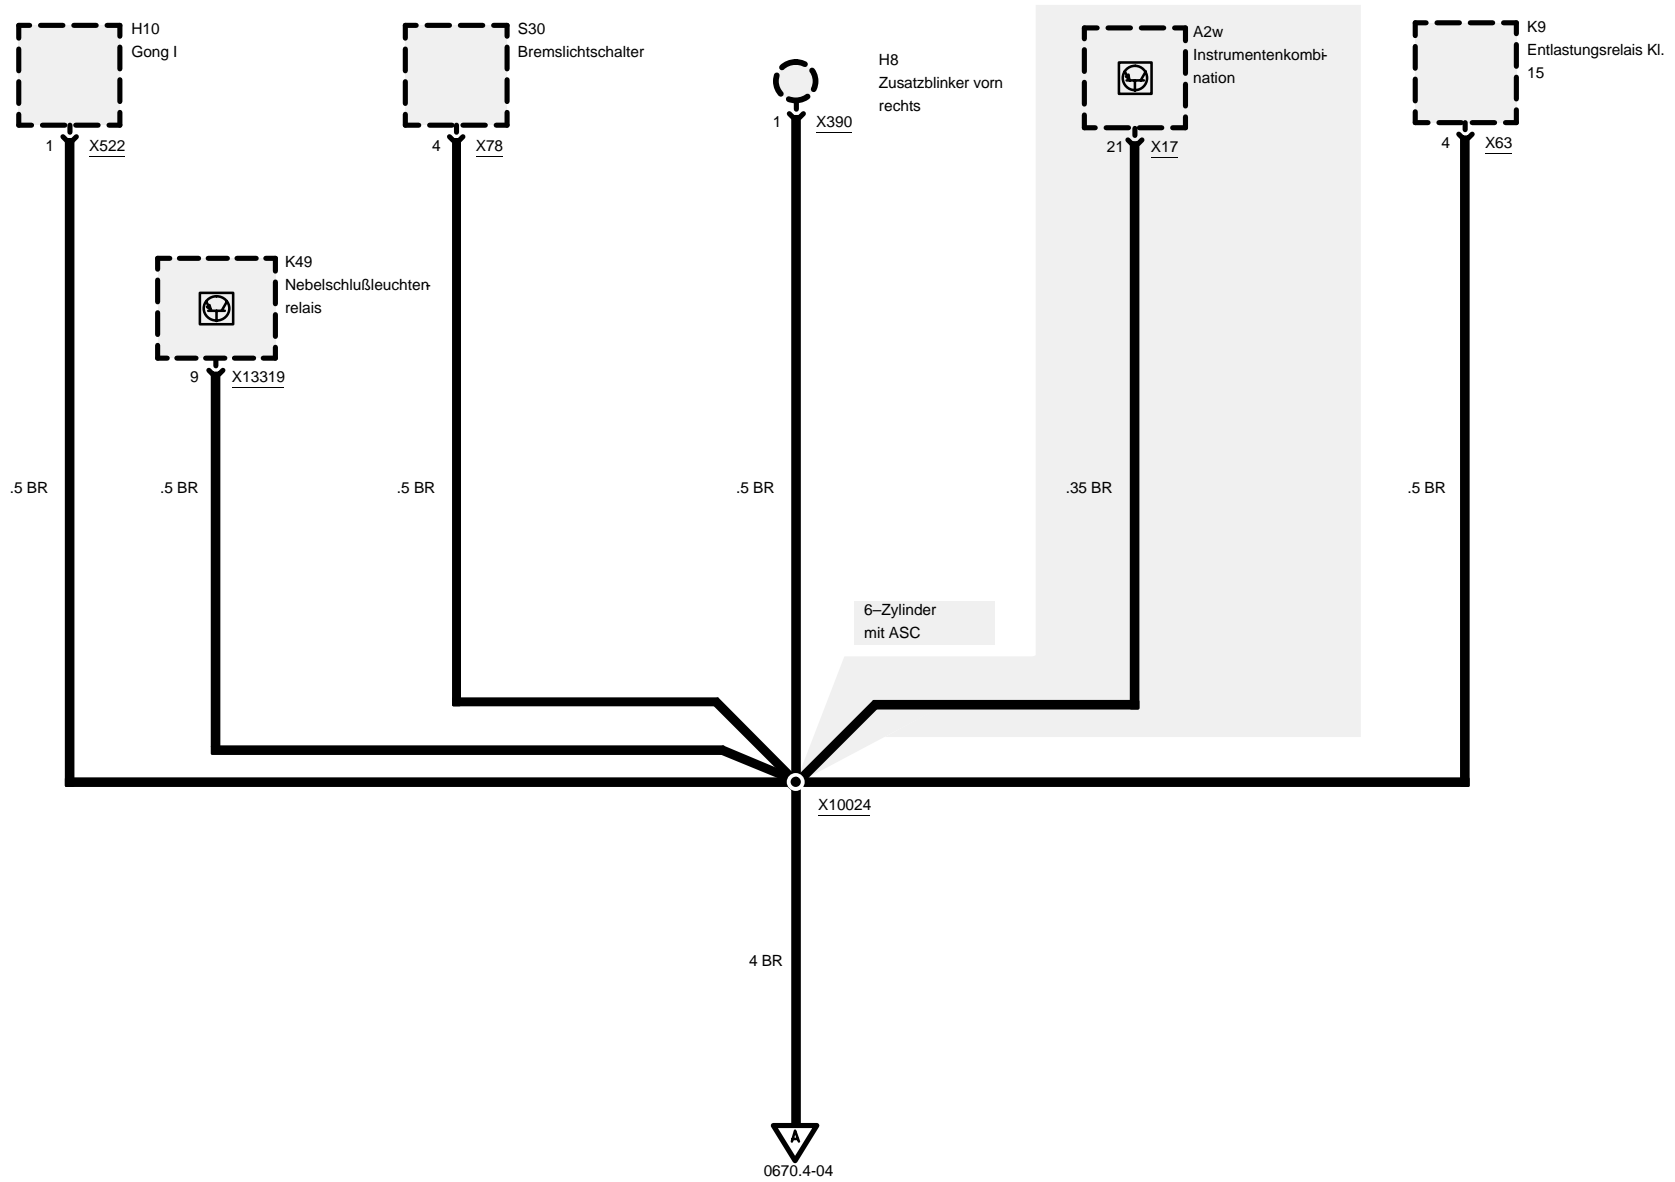 H10
Gong I
S30
Bremslichtschalter
H8
Zusatzblinker vorn
rechts
A2w
Instrumentenkombi-
nation
K9
Entlastungsrelais Kl.
15
1 X522
4 X78
1 X390
21 X17
4 X63
K49
Nebelschlußleuchten-
relais
9 X13319
.5 BR
.5 BR
.5 BR
.5 BR
.35 BR
.5 BR
6–Zylinder
mit ASC
X10024
4 BR
A
0670.4-04